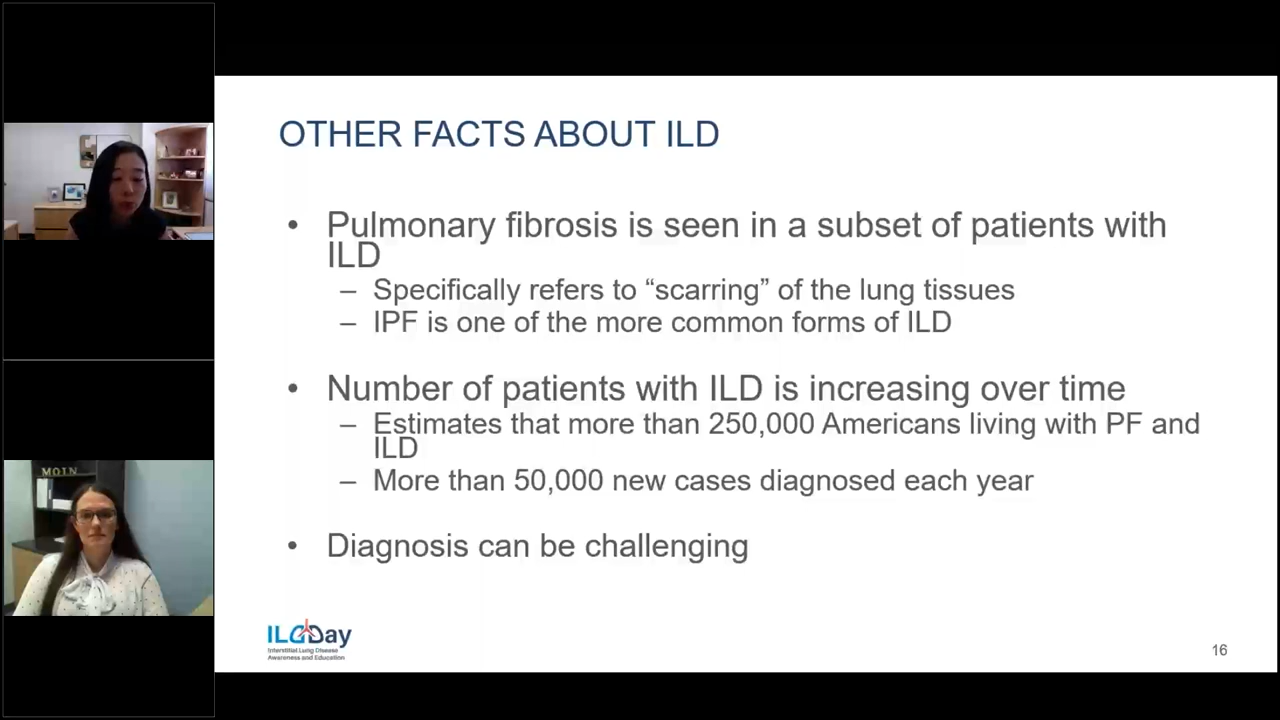 OTHER FACTS ABOUT ILD
• Pulmonary fibrosis is seen in a subset of patients with
ILD
– Specifically refers to “scarring” of the lung tissues
– IPF is one of the more common forms of ILD
• Number of patients with ILD is increasing over time
– Estimates that more than 250,000 Americans living with PF and
ILD
– More than 50,000 new cases diagnosed each year
• Diagnosis can be challenging
MOIN
ILDDay
Interstitial Lung Disease
Awareness and Education
16